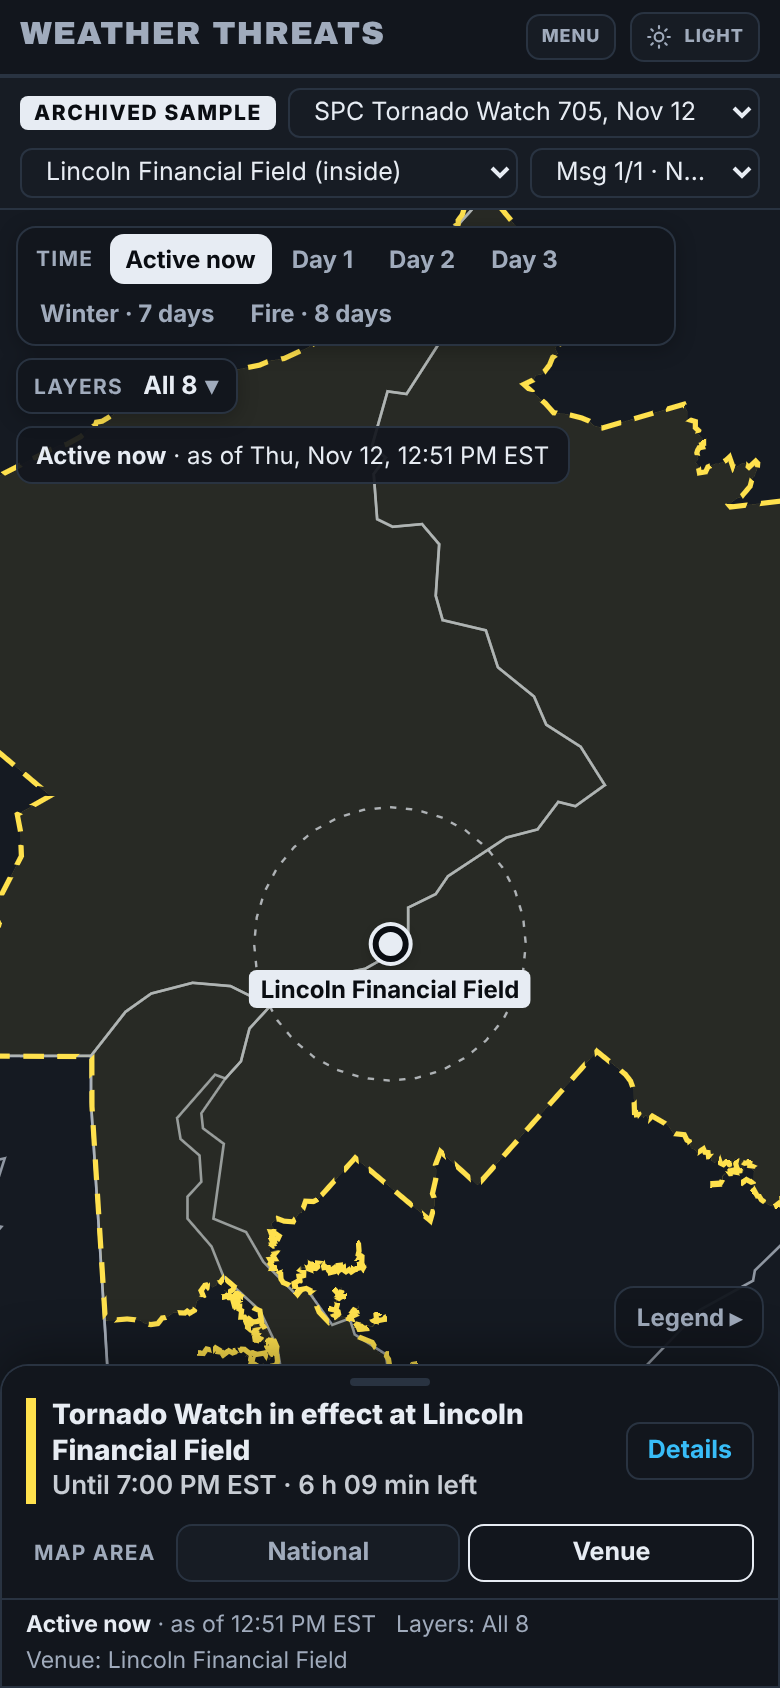 WEATHER THREATS
MENU
LIGHT
ARCHIVED SAMPLE
SPC Tornado Watch 705, Nov 12
Lincoln Financial Field (inside)
Msg 1/1 · N...
TIME
Active now
Day 1
Day 2
Day 3
Winter · 7 days
Fire · 8 days
LAYERS
All 8 ▾
Active now · as of Thu, Nov 12, 12:51 PM EST
Lincoln Financial Field
Legend ▸
Tornado Watch in effect at Lincoln
Financial Field
Until 7:00 PM EST · 6 h 09 min left
Details
MAP AREA
National
Venue
Active now · as of 12:51 PM EST
Layers: All 8
Venue: Lincoln Financial Field